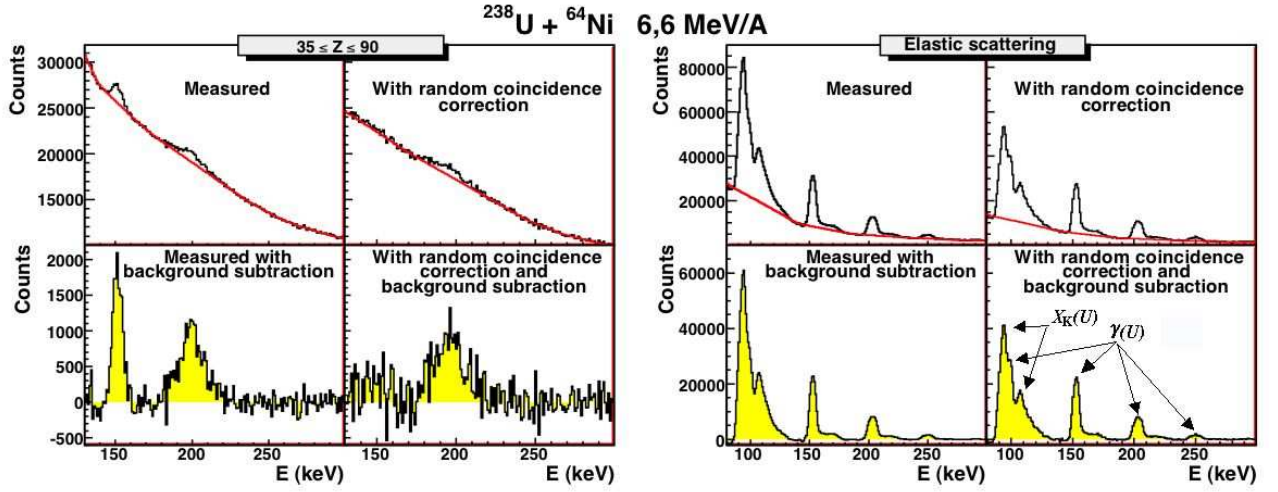 ²³⁸U + ⁶⁴Ni 6,6 MeV/A
35 ≤ Z ≤ 90
Counts
30000
25000
20000
15000
Measured
With random coincidence
correction
Counts
2000
1500
1000
500
0
-500
Measured with
background subtraction
With random coincidence
correction and
background subraction
150 200 250
E (keV)
150 200 250
E (keV)
Elastic scattering
Counts
80000
60000
40000
20000
Measured
With random coincidence
correction
Counts
60000
40000
20000
0
Measured with
background subtraction
With random coincidence
correction and
background subraction
X_K(U)
γ(U)
100 150 200 250
E (keV)
100 150 200 250
E (keV)